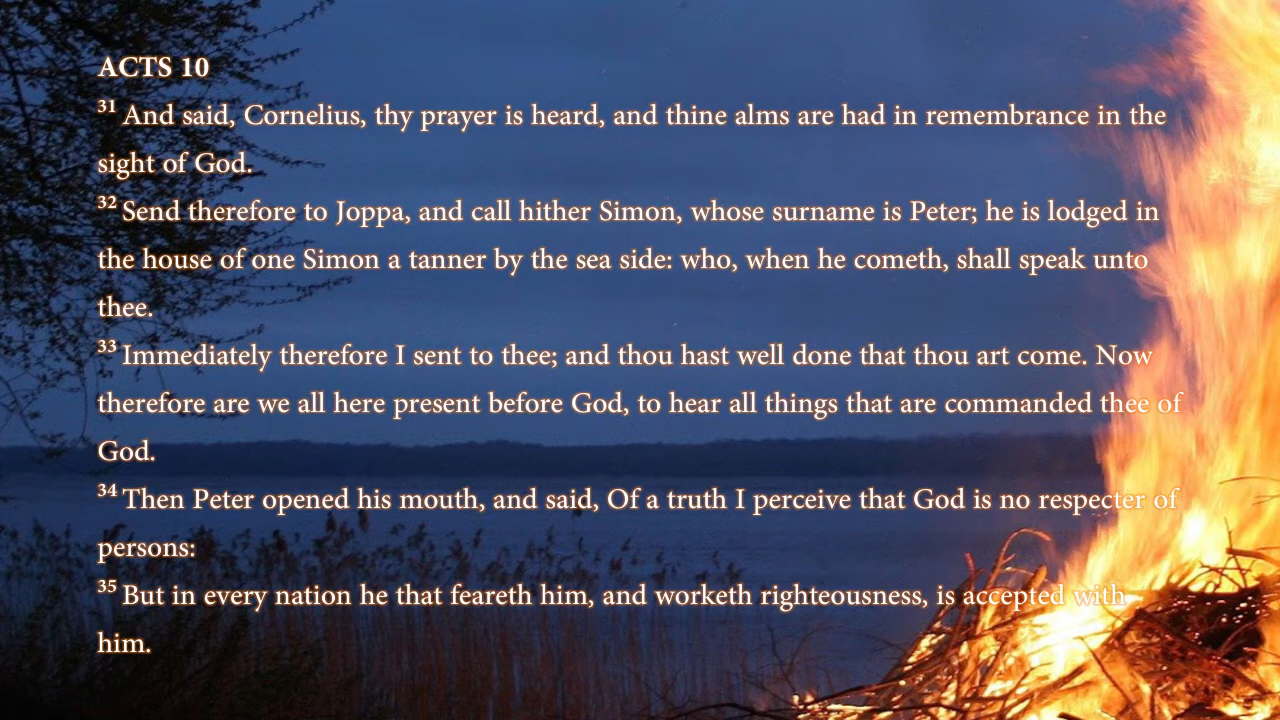 ACTS 10
31 And said, Cornelius, thy prayer is heard, and thine alms are had in remembrance in the
sight of God.
32 Send therefore to Joppa, and call hither Simon, whose surname is Peter; he is lodged in
the house of one Simon a tanner by the sea side: who, when he cometh, shall speak unto
thee.
33 Immediately therefore I sent to thee; and thou hast well done that thou art come. Now
therefore are we all here present before God, to hear all things that are commanded thee of
God.
34 Then Peter opened his mouth, and said, Of a truth I perceive that God is no respecter of
persons:
35 But in every nation he that feareth him, and worketh righteousness, is accepted with
him.